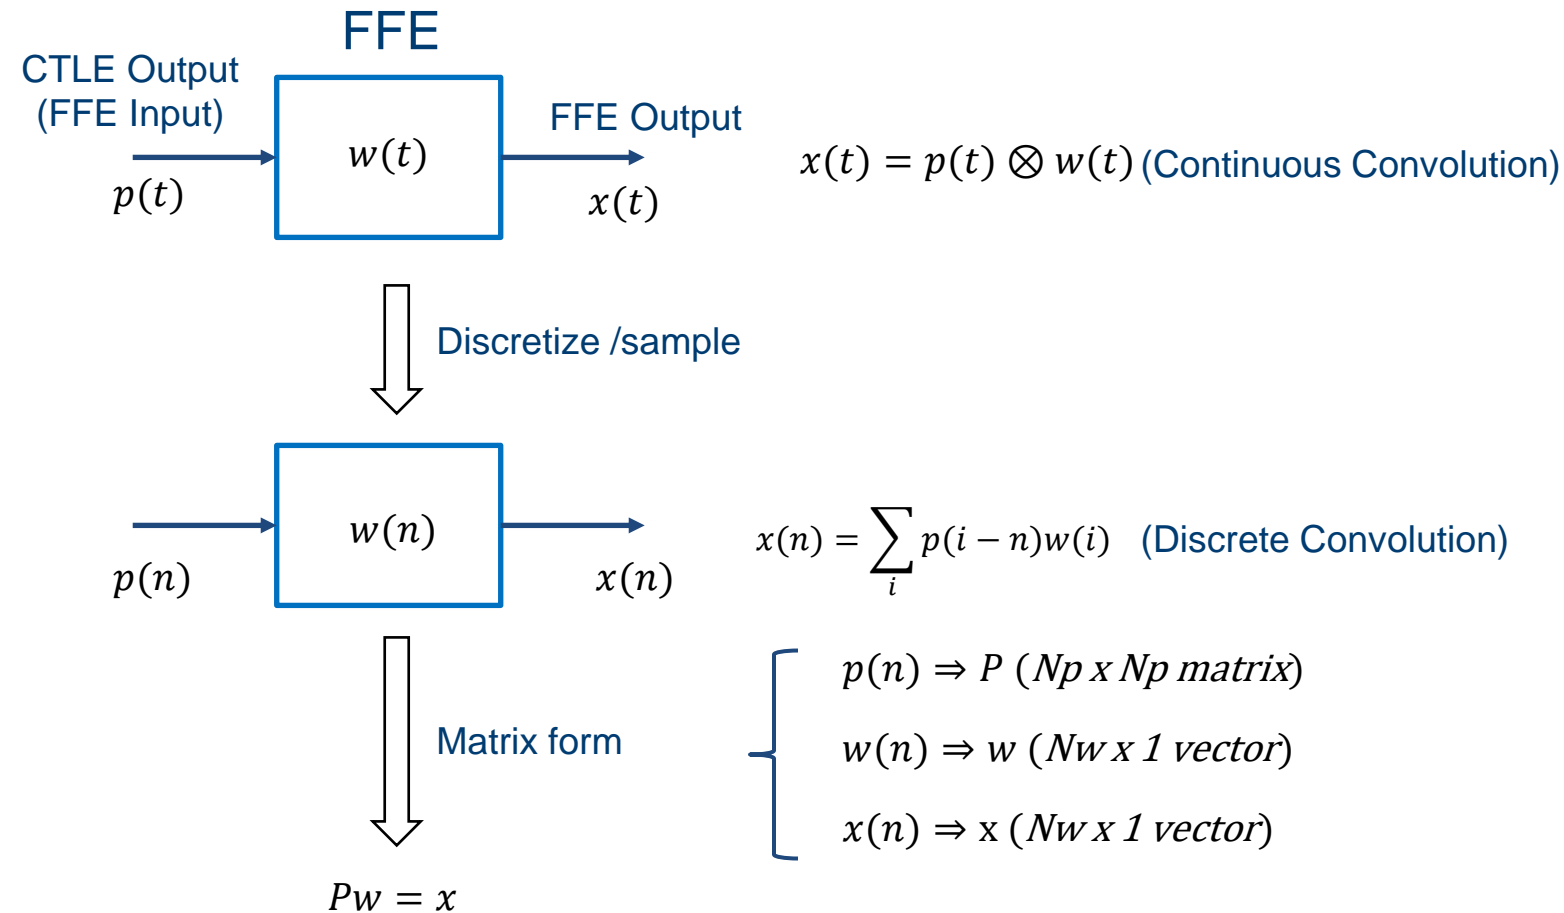 FFE
CTLE Output
(FFE Input)
w(t)
FFE Output
p(t)
x(t)
x(t) = p(t) ⊗ w(t) (Continuous Convolution)
Discretize /sample
w(n)
p(n)
x(n)
x(n) = ∑ p(i − n)w(i) (Discrete Convolution)
i
Matrix form
p(n) ⇒ P (Np x Np matrix)
w(n) ⇒ w (Nw x 1 vector)
x(n) ⇒ x (Nw x 1 vector)
Pw = x